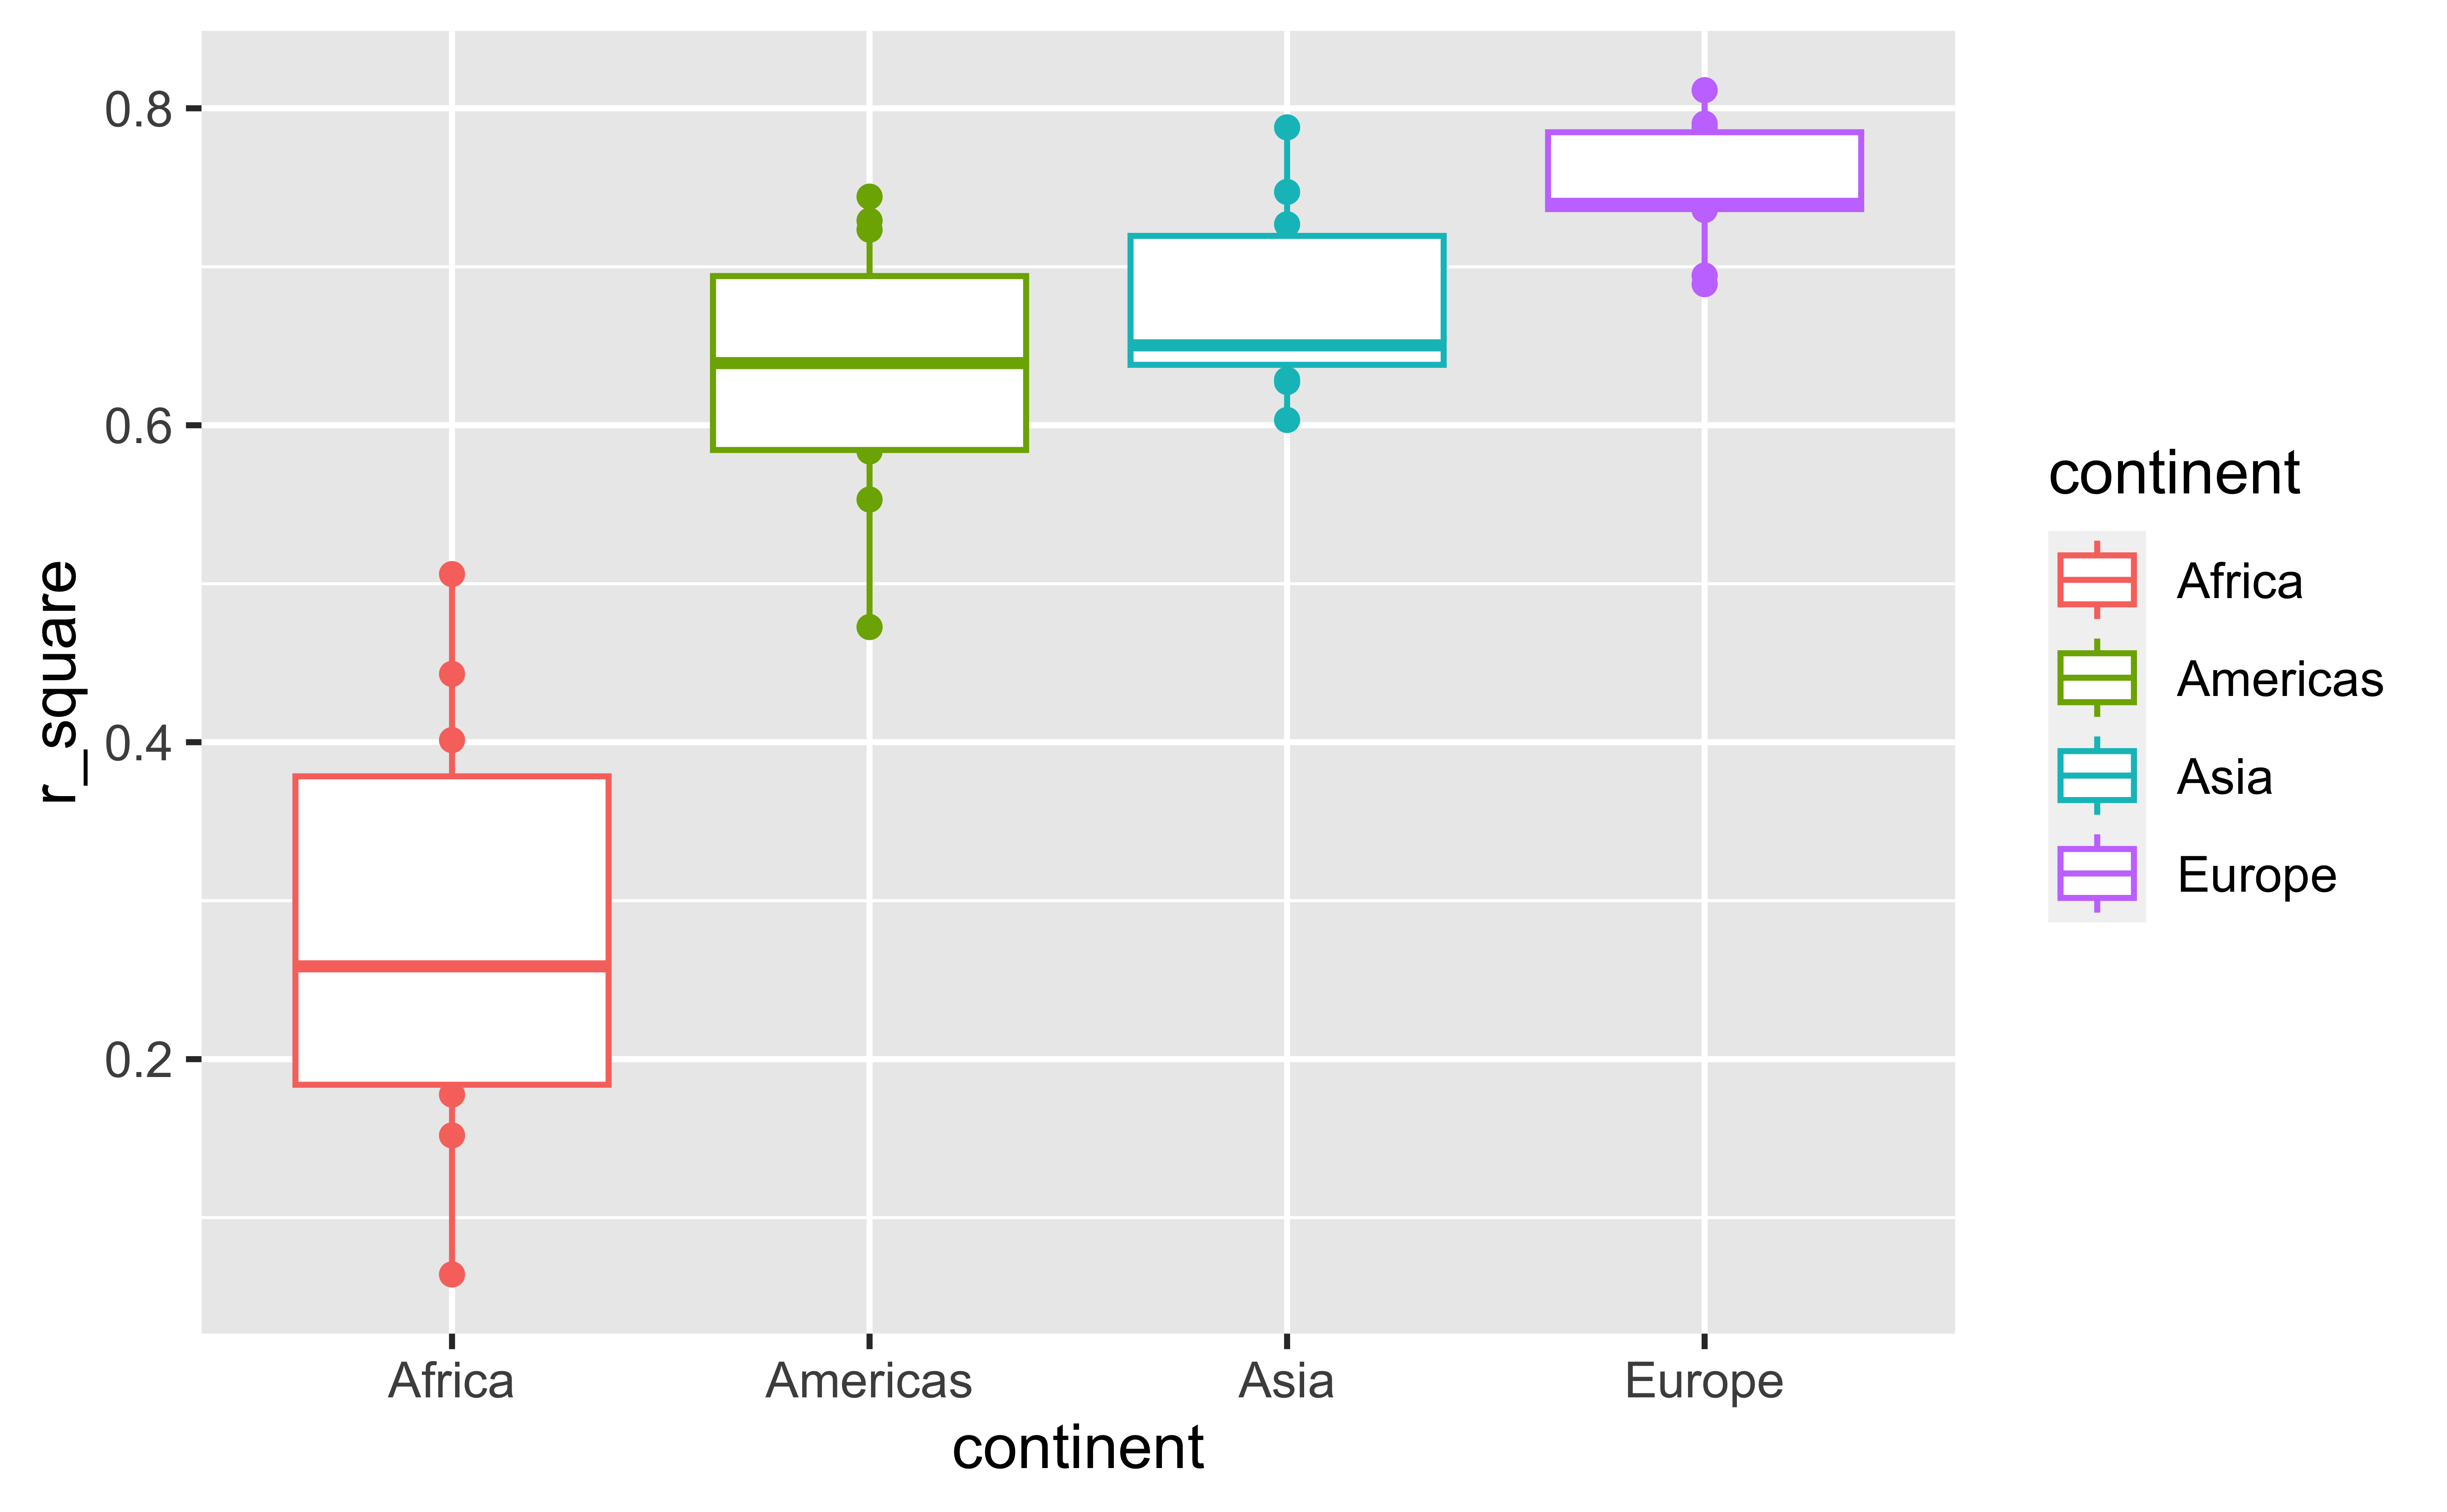 r_square
0.8
0.6
0.4
0.2
Africa
Americas
Asia
Europe
continent
continent
Africa
Americas
Asia
Europe